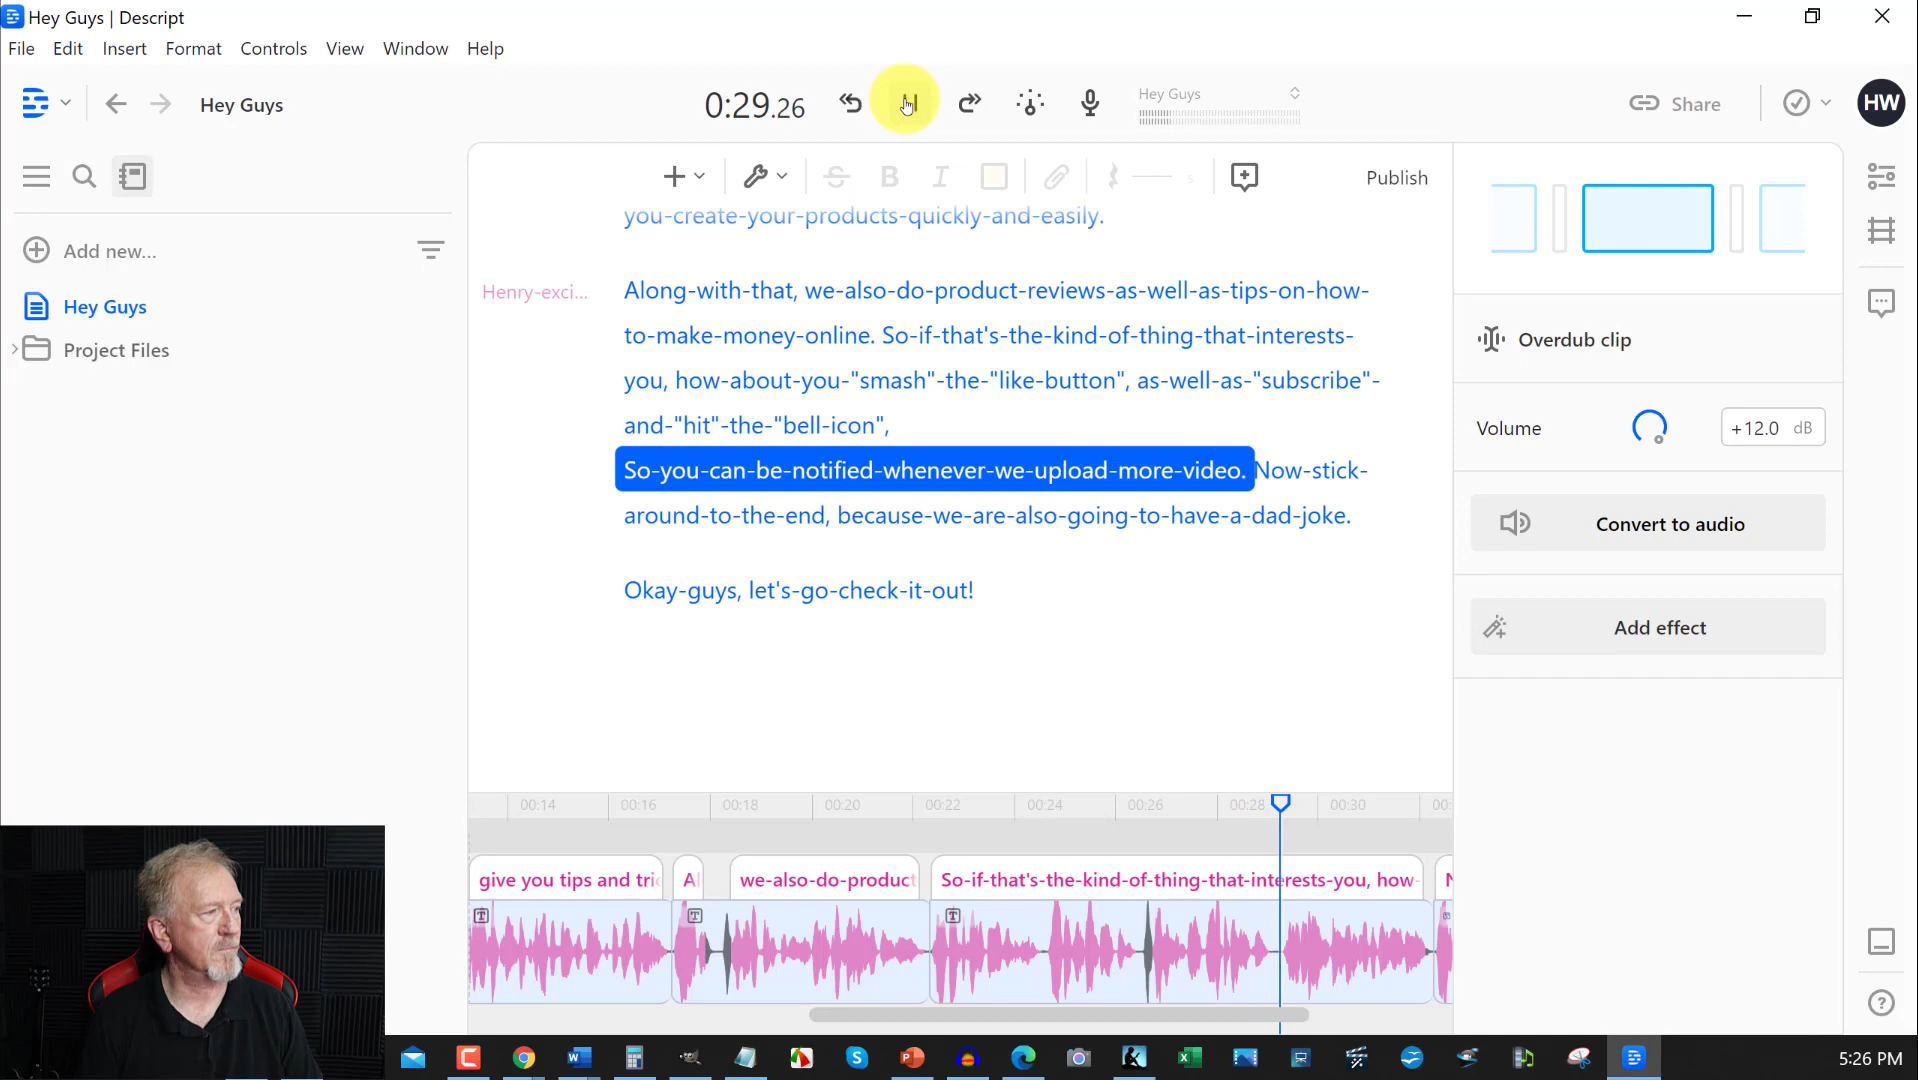 Hey Guys | Descript
File Edit Insert Format Controls View Window Help
Hey Guys
0:29.26
Hey Guys
Share
HW
Publish
Add new...
Hey Guys
Project Files
you-create-your-products-quickly-and-easily.
Henry-exci...
Along-with-that, we-also-do-product-reviews-as-well-as-tips-on-how-
to-make-money-online. So-if-that's-the-kind-of-thing-that-interests-
you, how-about-you-"smash"-the-"like-button", as-well-as-"subscribe"-
and-"hit"-the-"bell-icon",
So-you-can-be-notified-whenever-we-upload-more-video. Now-stick-
around-to-the-end, because-we-are-also-going-to-have-a-dad-joke.
Okay-guys, let's-go-check-it-out!
Overdub clip
Volume
+12.0 dB
Convert to audio
Add effect
00:14 00:16 00:18 00:20 00:22 00:24 00:26 00:28 00:30 00:
give you tips and tric Al we-also-do-product So-if-that's-the-kind-of-thing-that-interests-you, how- N
5:26 PM